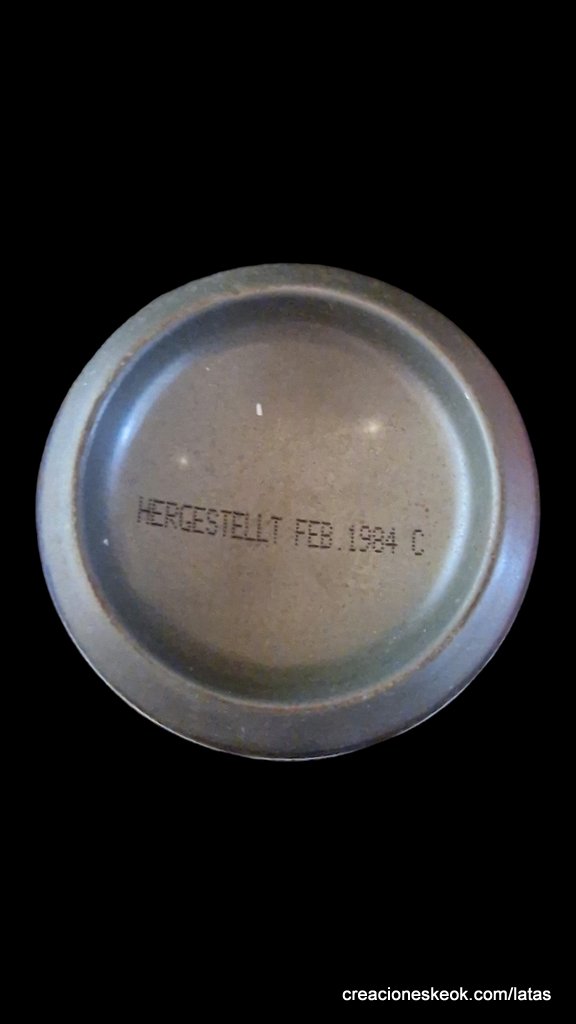 HERGESTELLT FEB.1984 C
creacioneskeok.com/latas